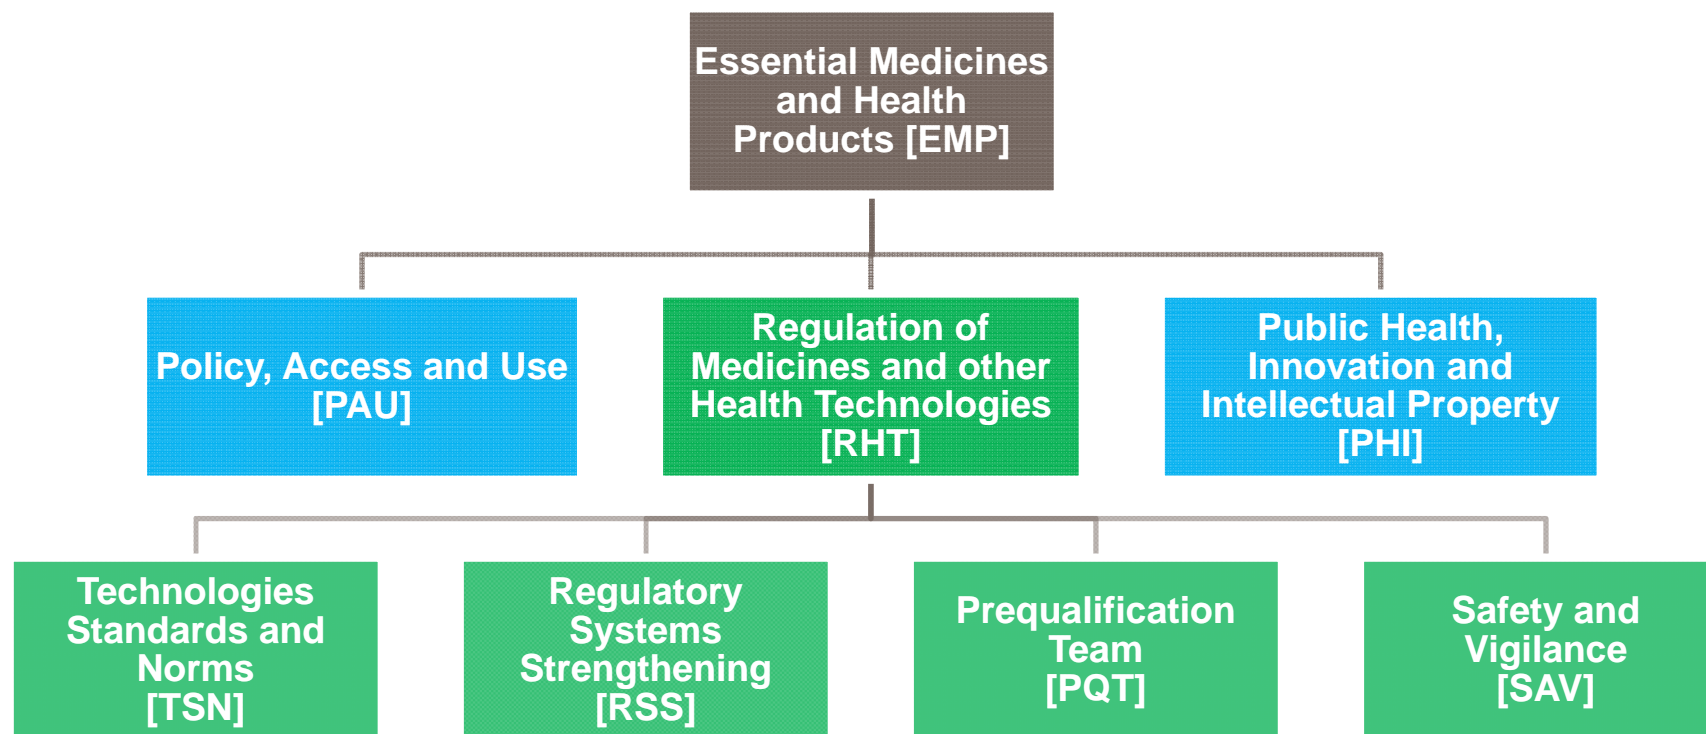 Essential Medicines
and Health
Products [EMP]
Policy, Access and Use
[PAU]
Regulation of
Medicines and other
Health Technologies
[RHT]
Public Health,
Innovation and
Intellectual Property
[PHI]
Technologies
Standards and
Norms
[TSN]
Regulatory
Systems
Strengthening
[RSS]
Prequalification
Team
[PQT]
Safety and
Vigilance
[SAV]